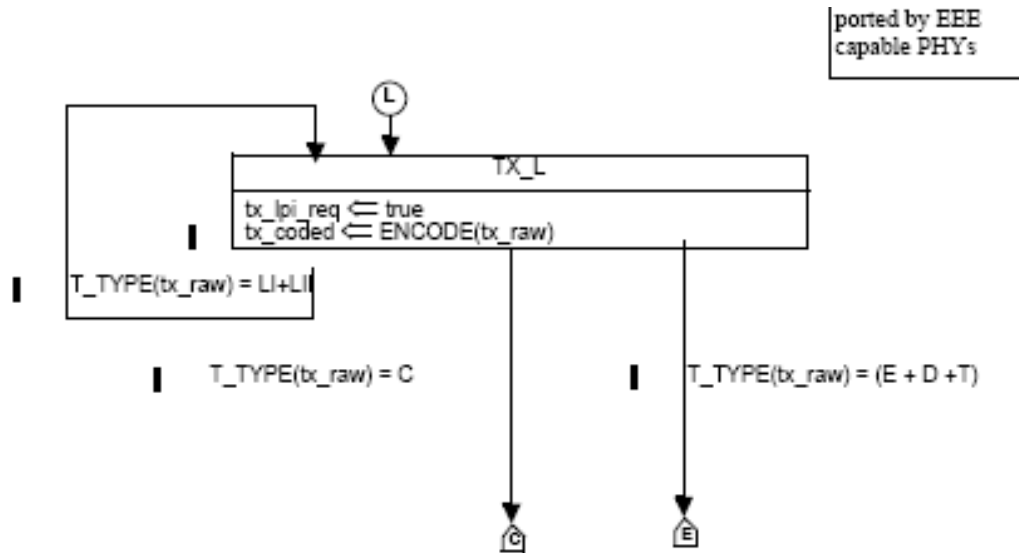 ported by EEE
capable PHYs
L
TX_L
tx_lpi_req ⇐ true
tx_coded ⇐ ENCODE(tx_raw)
T_TYPE(tx_raw) = LI+LII
T_TYPE(tx_raw) = C
T_TYPE(tx_raw) = (E + D +T)
C
E